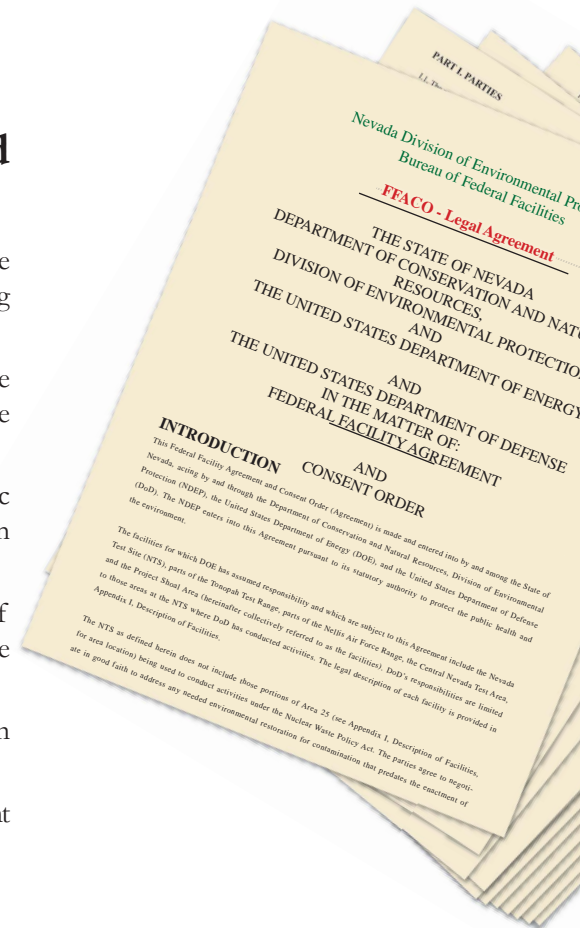 PART I. PARTIES
I.1. The
Nevada Division of Environmental Pro
Bureau of Federal Facilities
FFACO - Legal Agreement
THE STATE OF NEVADA
DEPARTMENT OF CONSERVATION AND NATU
RESOURCES,
DIVISION OF ENVIRONMENTAL PROTECTION
AND
THE UNITED STATES DEPARTMENT OF ENERGY
AND
THE UNITED STATES DEPARTMENT OF DEFENSE
IN THE MATTER OF:
FEDERAL FACILITY AGREEMENT
AND
CONSENT ORDER
INTRODUCTION
This Federal Facility Agreement and Consent Order (Agreement) is made and entered into by and among the State of
Nevada, acting by and through the Department of Conservation and Natural Resources, Division of Environmental
Protection (NDEP), the United States Department of Energy (DOE), and the United States Department of Defense
(DoD). The NDEP enters into this Agreement pursuant to its statutory authority to protect the public health and
the environment.
The facilities for which DOE has assumed responsibility and which are subject to this Agreement include the Nevada
Test Site (NTS), parts of the Tonopah Test Range, parts of the Nellis Air Force Range, the Central Nevada Test Area,
and the Project Shoal Area (hereinafter collectively referred to as the facilities). DoD's responsibilities are limited
to those areas at the NTS where DoD has conducted activities. The legal description of each facility is provided in
Appendix I, Description of Facilities.
The NTS as defined herein does not include those portions of Area 25 (see Appendix I, Description of Facilities,
for area location) being used to conduct activities under the Nuclear Waste Policy Act. The parties agree to negoti-
ate in good faith to address any needed environmental restoration for contamination that predates the enactment of